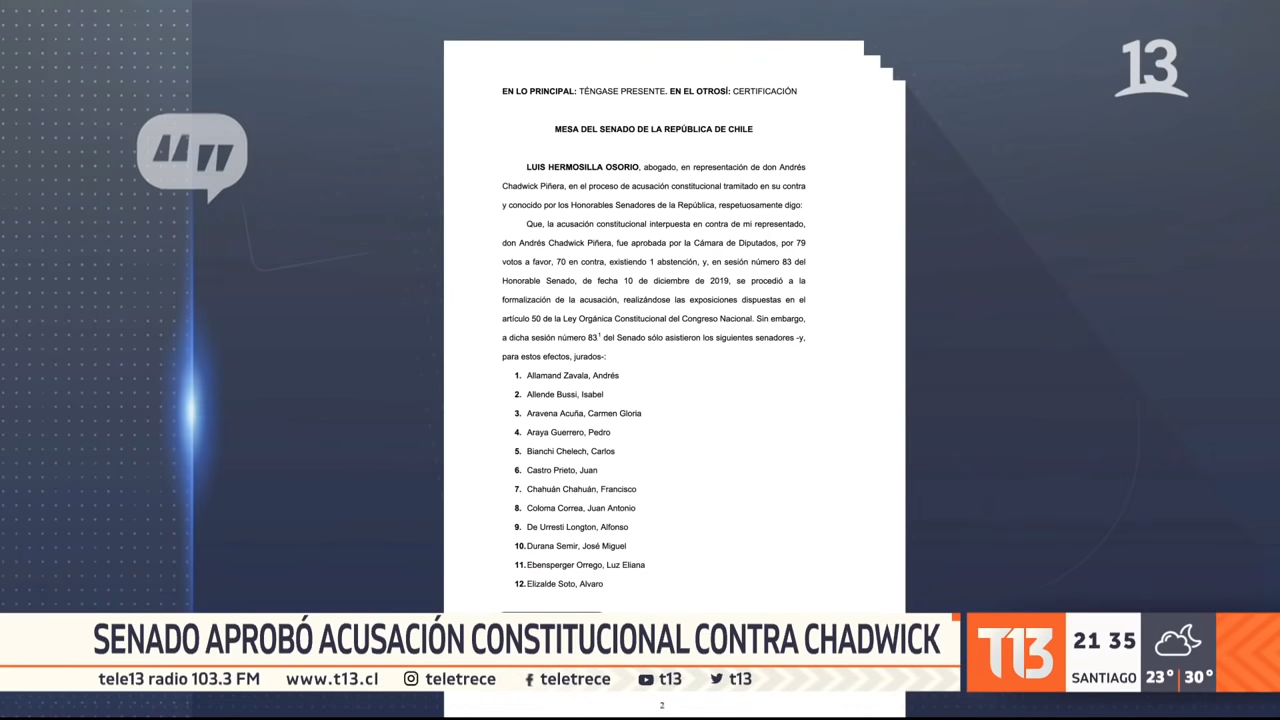 13
EN LO PRINCIPAL: TÉNGASE PRESENTE. EN EL OTROSÍ: CERTIFICACIÓN
MESA DEL SENADO DE LA REPÚBLICA DE CHILE
LUIS HERMOSILLA OSORIO, abogado, en representación de don Andrés
Chadwick Piñera, en el proceso de acusación constitucional tramitado en su contra
y conocido por los Honorables Senadores de la República, respetuosamente digo:
Que, la acusación constitucional interpuesta en contra de mi representado,
don Andrés Chadwick Piñera, fue aprobada por la Cámara de Diputados, por 79
votos a favor, 70 en contra, existiendo 1 abstención, y, en sesión número 83 del
Honorable Senado, de fecha 10 de diciembre de 2019, se procedió a la
formalización de la acusación, realizándose las exposiciones dispuestas en el
artículo 50 de la Ley Orgánica Constitucional del Congreso Nacional. Sin embargo,
a dicha sesión número 83¹ del Senado sólo asistieron los siguientes senadores -y,
para estos efectos, jurados-:
1. Allamand Zavala, Andrés
2. Allende Bussi, Isabel
3. Aravena Acuña, Carmen Gloria
4. Araya Guerrero, Pedro
5. Bianchi Chelech, Carlos
6. Castro Prieto, Juan
7. Chahuán Chahuán, Francisco
8. Coloma Correa, Juan Antonio
9. De Urresti Longton, Alfonso
10. Durana Semir, José Miguel
11. Ebensperger Orrego, Luz Eliana
12. Elizalde Soto, Alvaro
SENADO APROBÓ ACUSACIÓN CONSTITUCIONAL CONTRA CHADWICK
tele13 radio 103.3 FM www.t13.cl teletrece teletrece t13 t13
T13
21 35
SANTIAGO 23° 30°
2